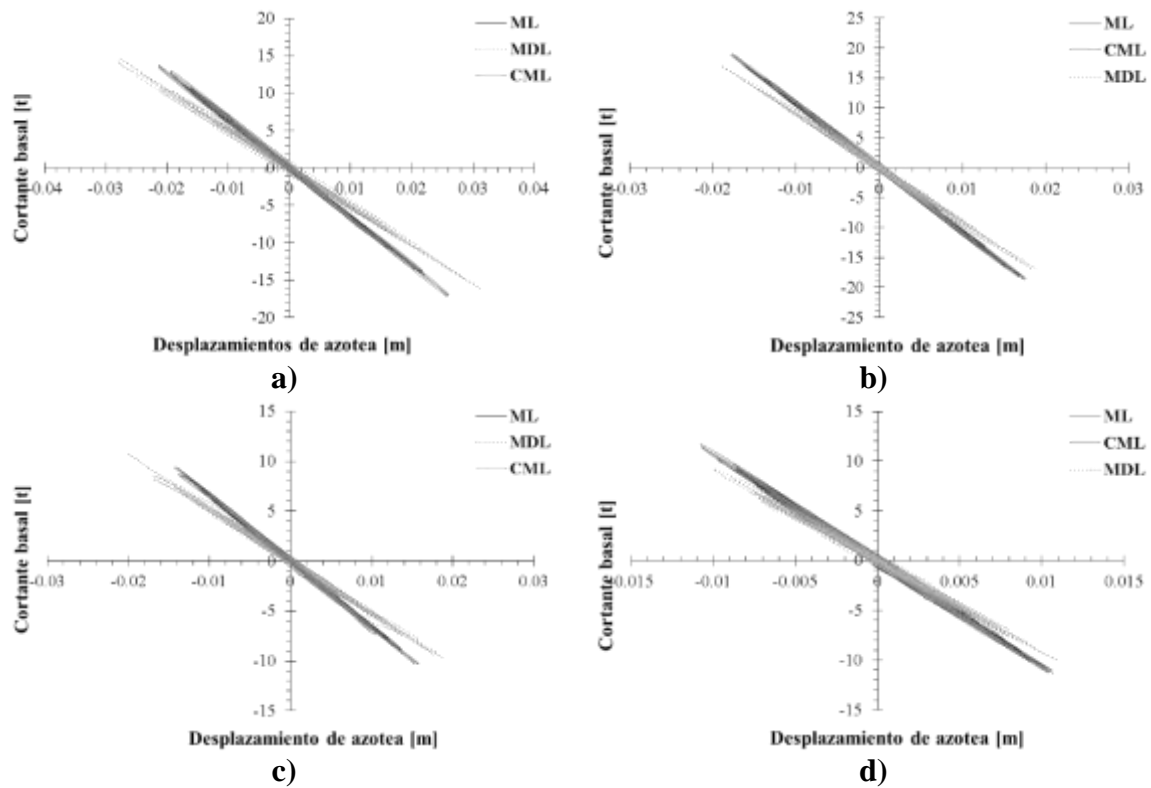 20
15
10
5
0
-5
-10
-15
-20
-0.04
-0.03
-0.02
-0.01
0
0.01
0.02
0.03
0.04
Cortante basal [t]
Desplazamientos de azotea [m]
ML
MDL
CML
a)
25
20
15
10
5
0
-5
-10
-15
-20
-25
-0.03
-0.02
-0.01
0
0.01
0.02
0.03
Cortante basal [t]
Desplazamiento de azotea [m]
ML
CML
MDL
b)
15
10
5
0
-5
-10
-15
-0.03
-0.02
-0.01
0
0.01
0.02
0.03
Cortante basal [t]
Desplazamiento de azotea [m]
ML
MDL
CML
c)
15
10
5
0
-5
-10
-15
-0.015
-0.01
-0.005
0
0.005
0.01
0.015
Cortante basal [t]
Desplazamiento de azotea [m]
ML
CML
MDL
d)